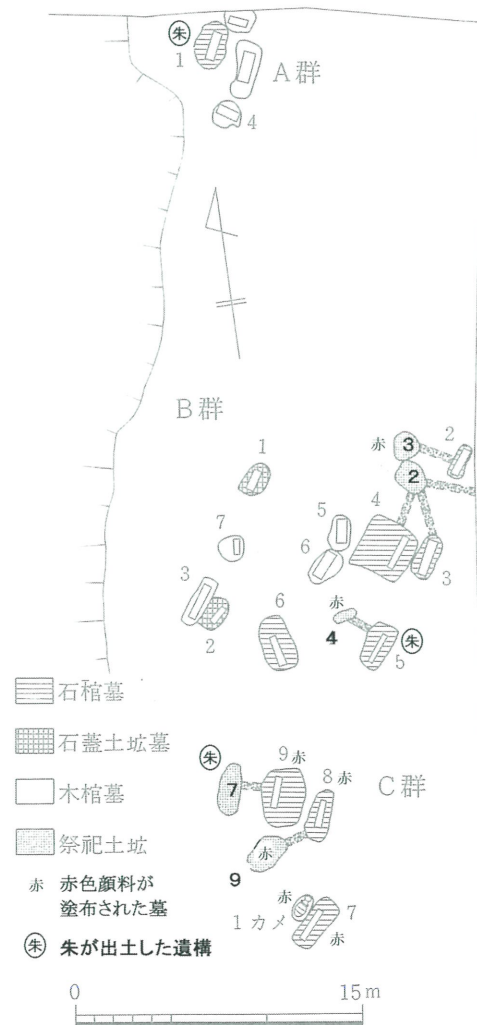 朱
1
A群
4
B群
1
赤 3 2
2
4
5
7
6
3
3
6
赤
2
4
朱
5
石棺墓
石蓋土坑墓
木棺墓
祭祀土坑
赤 赤色顔料が
塗布された墓
朱 朱が出土した遺構
朱
9赤
8赤
C群
7
赤
9
赤
1カメ
7
赤
0 15m